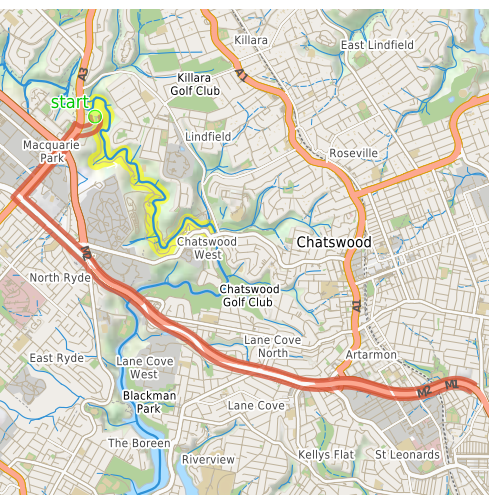 Killara
East Lindfield
A3
A1
Killara
Golf Club
start
Lindfield
Macquarie
Park
Roseville
Chatswood
West
Chatswood
M2
North Ryde
Chatswood
Golf Club
A1
Lane Cove
North
East Ryde
Lane Cove
West
Artarmon
M2
M1
Blackman
Park
Lane Cove
The Boreen
Riverview
Kellys Flat
St Leonards